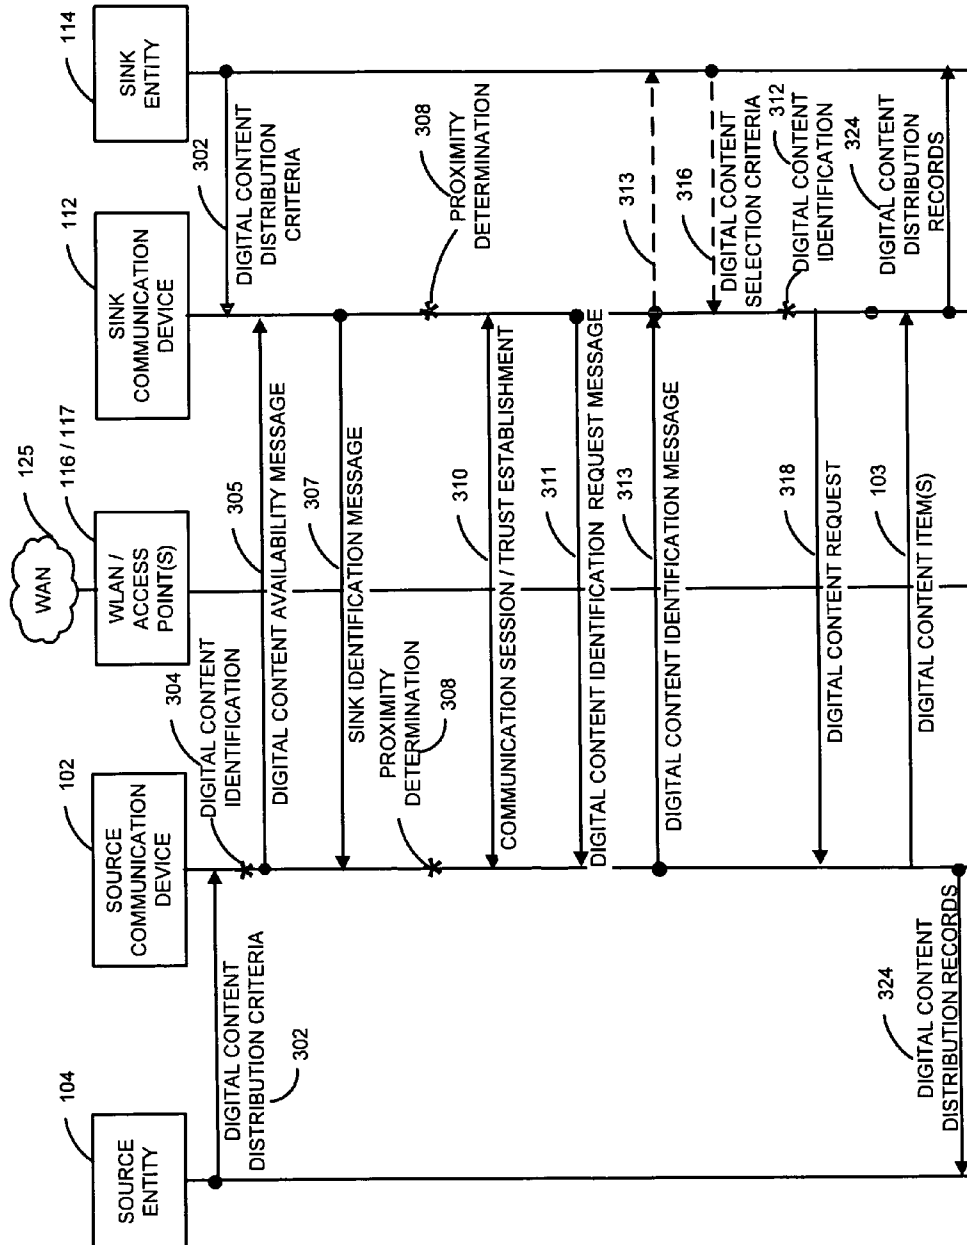 104
SOURCE
ENTITY
102
SOURCE
COMMUNICATION
DEVICE
125
WAN
116 / 117
WLAN /
ACCESS
POINT(S)
112
SINK
COMMUNICATION
DEVICE
114
SINK
ENTITY
DIGITAL CONTENT
DISTRIBUTION CRITERIA
302
302
DIGITAL CONTENT
DISTRIBUTION
CRITERIA
304
DIGITAL CONTENT
IDENTIFICATION
305
DIGITAL CONTENT AVAILABILITY MESSAGE
307
SINK IDENTIFICATION MESSAGE
PROXIMITY
DETERMINATION
308
308
PROXIMITY
DETERMINATION
310
COMMUNICATION SESSION / TRUST ESTABLISHMENT
311
DIGITAL CONTENT IDENTIFICATION REQUEST MESSAGE
313
DIGITAL CONTENT IDENTIFICATION MESSAGE
313
316
DIGITAL CONTENT
SELECTION CRITERIA
312
DIGITAL CONTENT
IDENTIFICATION
318
DIGITAL CONTENT REQUEST
103
DIGITAL CONTENT ITEM(S)
324
DIGITAL CONTENT
DISTRIBUTION
RECORDS
324
DIGITAL CONTENT
DISTRIBUTION RECORDS